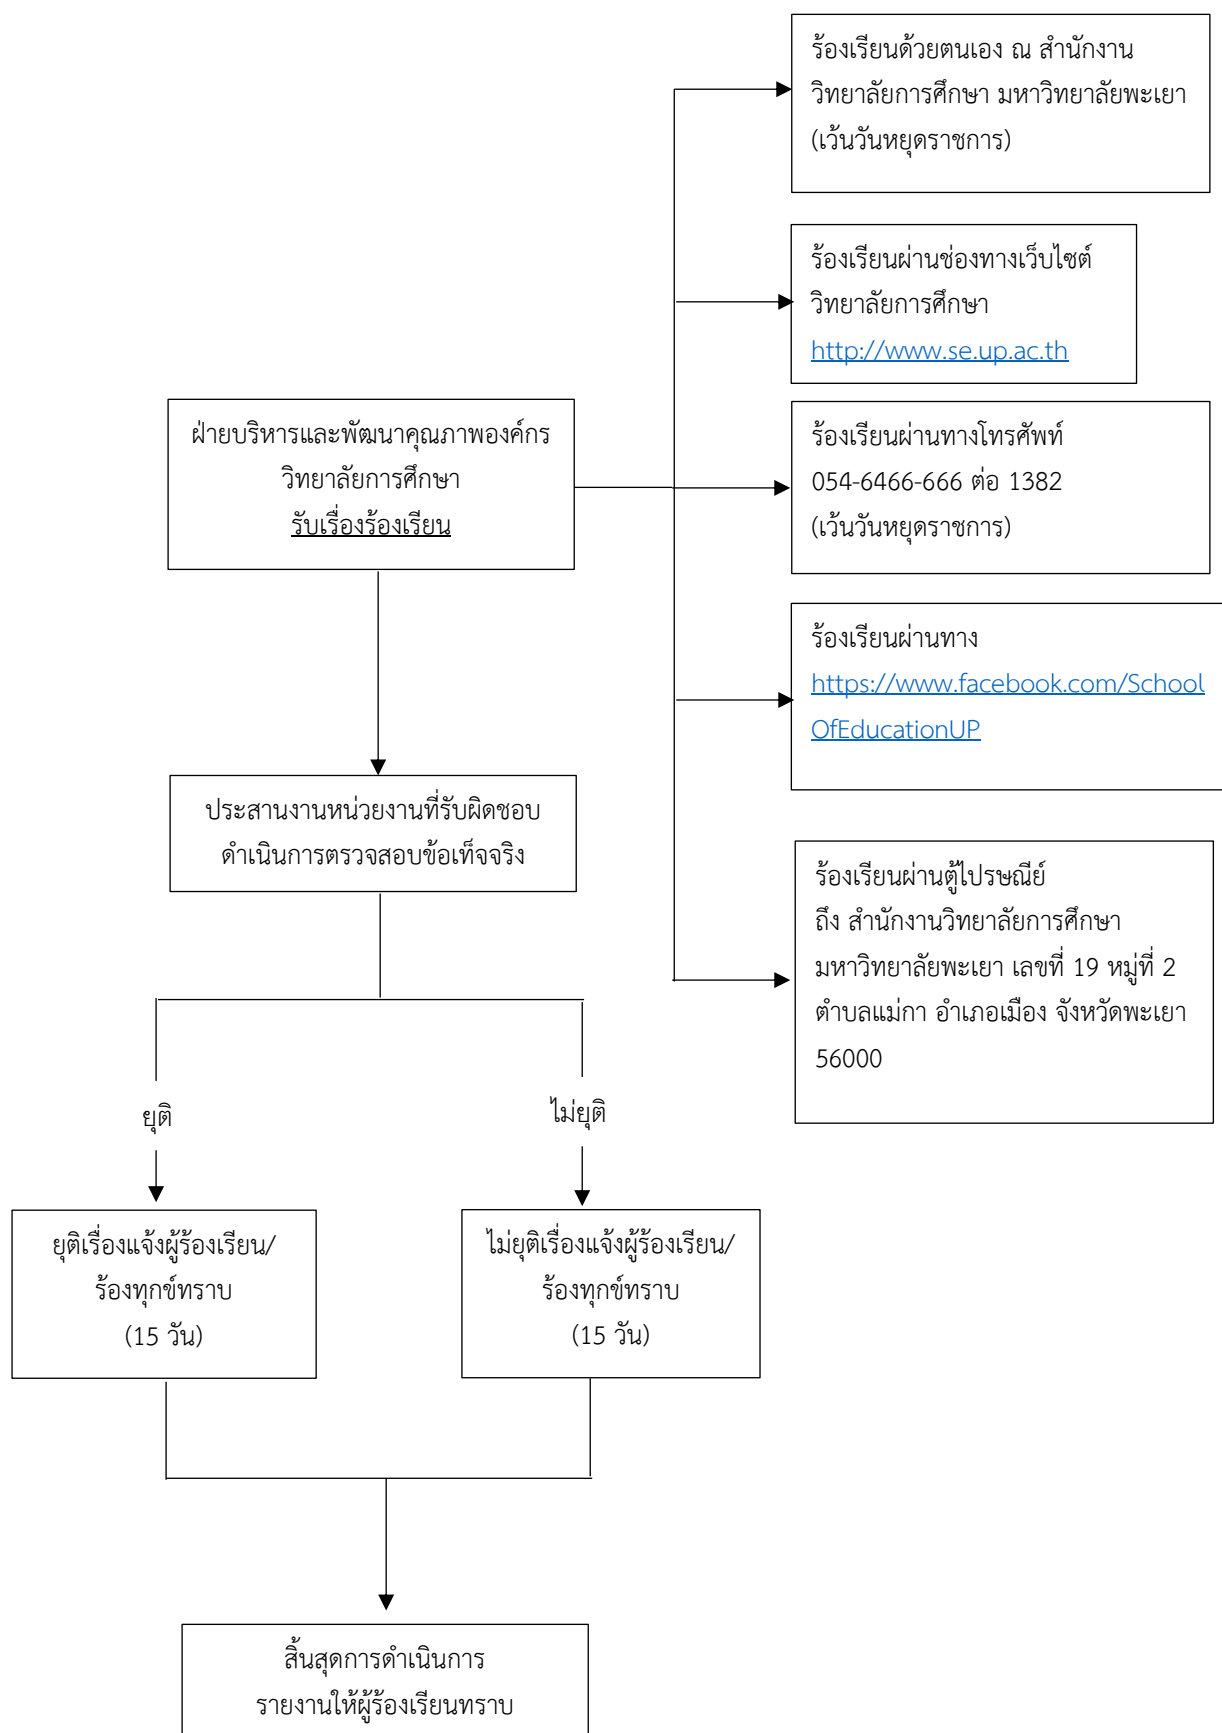 ร้องเรียนด้วยตนเอง ณ สำนักงาน
วิทยาลัยการศึกษา มหาวิทยาลัยพะเยา
(เว้นวันหยุดราชการ)
ร้องเรียนผ่านช่องทางเว็บไซต์
วิทยาลัยการศึกษา
http://www.se.up.ac.th
ฝ่ายบริหารและพัฒนาคุณภาพองค์กร
วิทยาลัยการศึกษา
รับเรื่องร้องเรียน
ร้องเรียนผ่านทางโทรศัพท์
054-6466-666 ต่อ 1382
(เว้นวันหยุดราชการ)
ร้องเรียนผ่านทาง
https://www.facebook.com/School
OfEducationUP
ประสานงานหน่วยงานที่รับผิดชอบ
ดำเนินการตรวจสอบข้อเท็จจริง
ร้องเรียนผ่านตู้ไปรษณีย์
ถึง สำนักงานวิทยาลัยการศึกษา
มหาวิทยาลัยพะเยา เลขที่ 19 หมู่ที่ 2
ตำบลแม่กา อำเภอเมือง จังหวัดพะเยา
56000
ยุติ
ไม่ยุติ
ยุติเรื่องแจ้งผู้ร้องเรียน/
ร้องทุกข์ทราบ
(15 วัน)
ไม่ยุติเรื่องแจ้งผู้ร้องเรียน/
ร้องทุกข์ทราบ
(15 วัน)
สิ้นสุดการดำเนินการ
รายงานให้ผู้ร้องเรียนทราบ